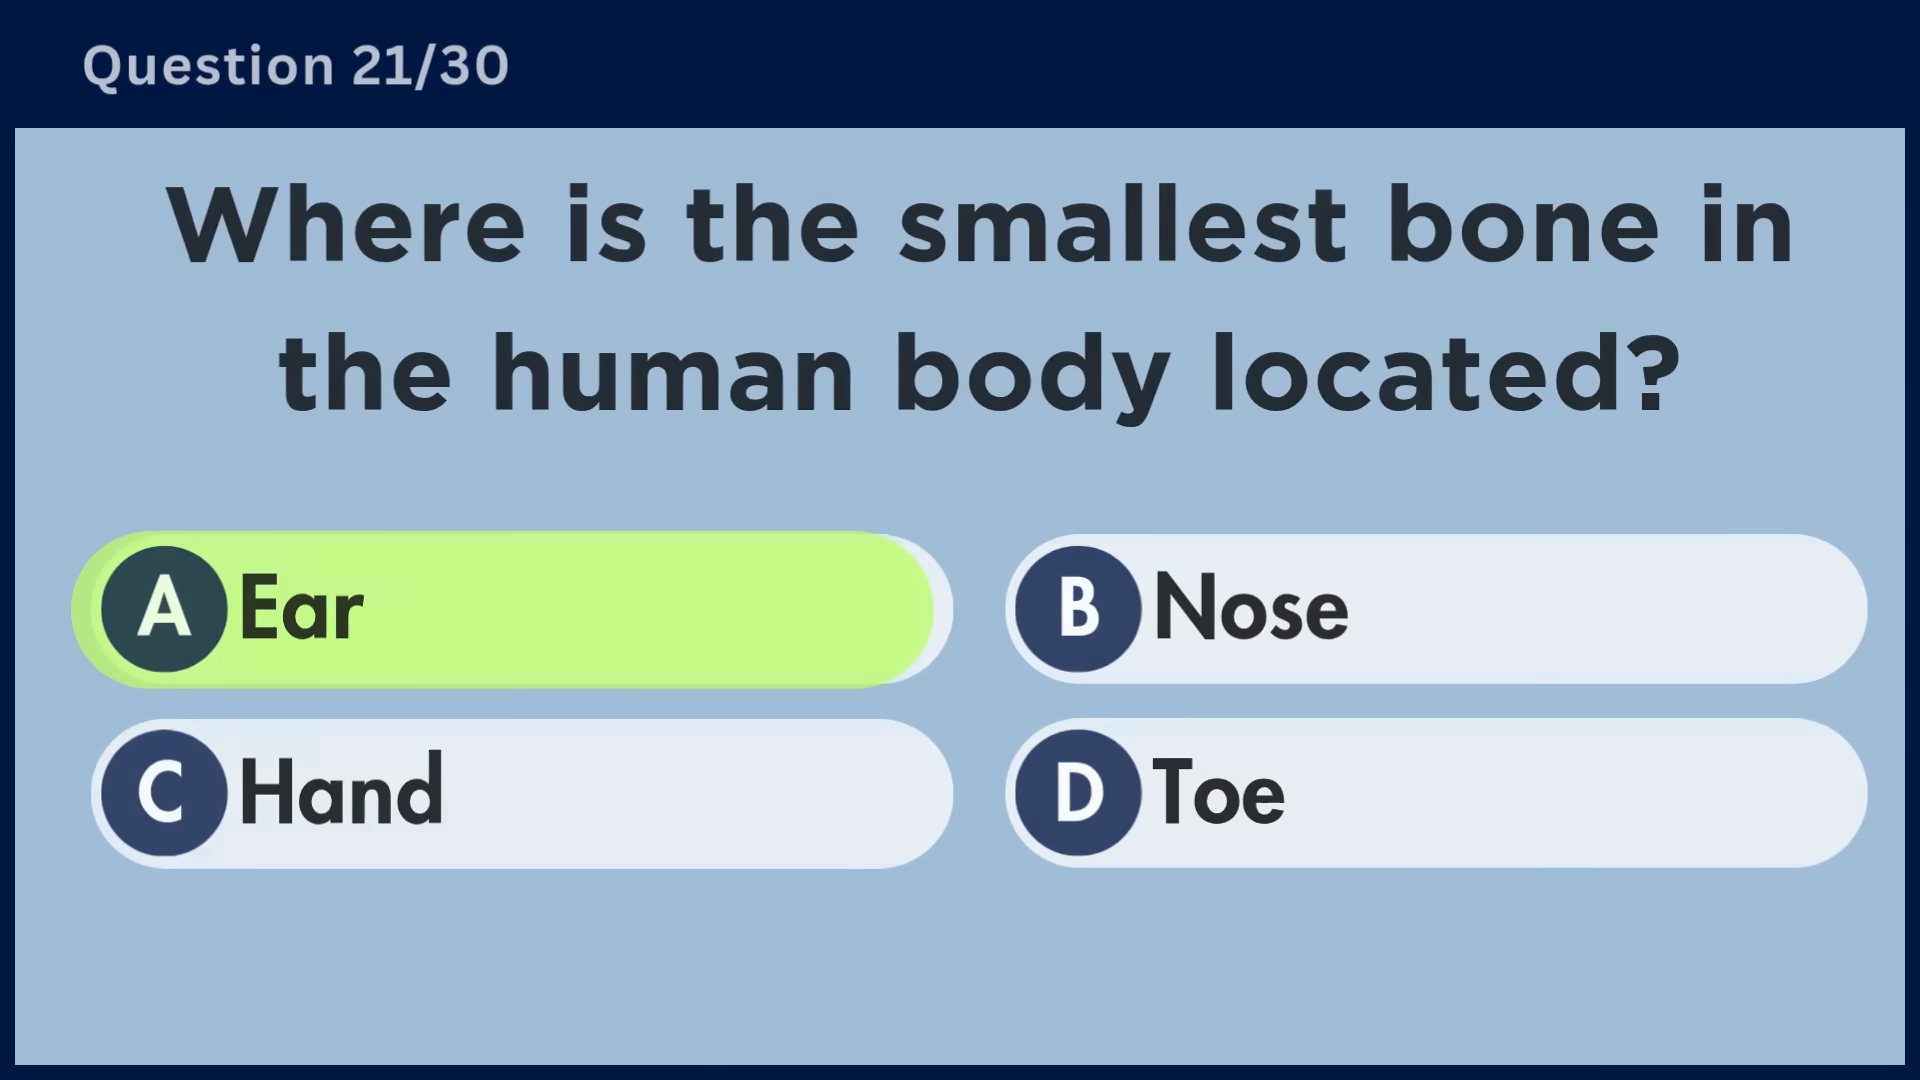 Question 21/30
Where is the smallest bone in
the human body located?
A Ear
B Nose
C Hand
D Toe